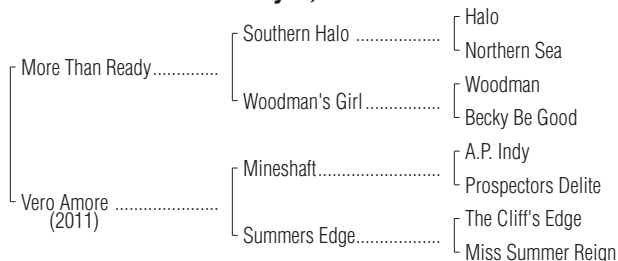 Halo
Southern Halo ..................
Northern Sea
More Than Ready..............
Woodman
Woodman's Girl ................
Becky Be Good
A.P. Indy
Mineshaft..........................
Prospectors Delite
Vero Amore ......................
(2011)
The Cliff's Edge
Summers Edge..................
Miss Summer Reign